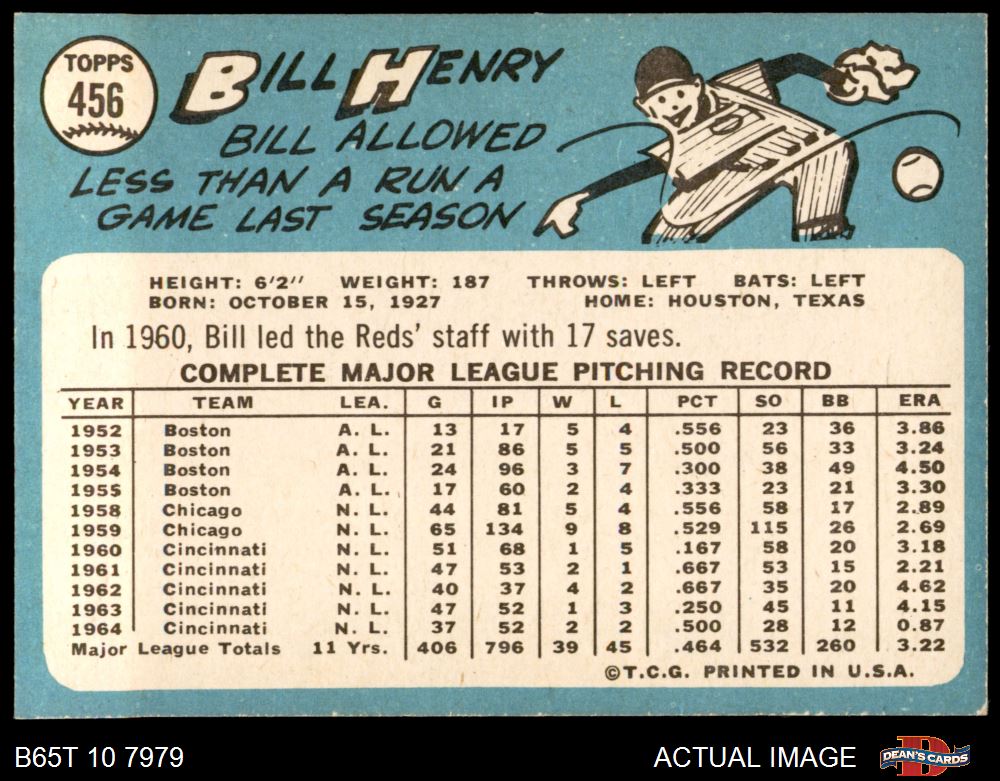 TOPPS
456
BILL HENRY
BILL ALLOWED
LESS THAN A RUN A
GAME LAST SEASON
HEIGHT: 6'2" WEIGHT: 187 THROWS: LEFT BATS: LEFT
BORN: OCTOBER 15, 1927 HOME: HOUSTON, TEXAS
In 1960, Bill led the Reds' staff with 17 saves.
COMPLETE MAJOR LEAGUE PITCHING RECORD
YEAR TEAM LEA. G IP W L PCT SO BB ERA
1952 Boston A. L. 13 17 5 4 .556 23 36 3.86
1953 Boston A. L. 21 86 5 5 .500 56 33 3.24
1954 Boston A. L. 24 96 3 7 .300 38 49 4.50
1955 Boston A. L. 17 60 2 4 .333 23 21 3.30
1958 Chicago N. L. 44 81 5 4 .556 58 17 2.89
1959 Chicago N. L. 65 134 9 8 .529 115 26 2.69
1960 Cincinnati N. L. 51 68 1 5 .167 58 20 3.18
1961 Cincinnati N. L. 47 53 2 1 .667 53 15 2.21
1962 Cincinnati N. L. 40 37 4 2 .667 35 20 4.62
1963 Cincinnati N. L. 47 52 1 3 .250 45 11 4.15
1964 Cincinnati N. L. 37 52 2 2 .500 28 12 0.87
Major League Totals 11 Yrs. 406 796 39 45 .464 532 260 3.22
©T.C.G. PRINTED IN U.S.A.
B65T 10 7979 ACTUAL IMAGE
DEAN'S CARDS